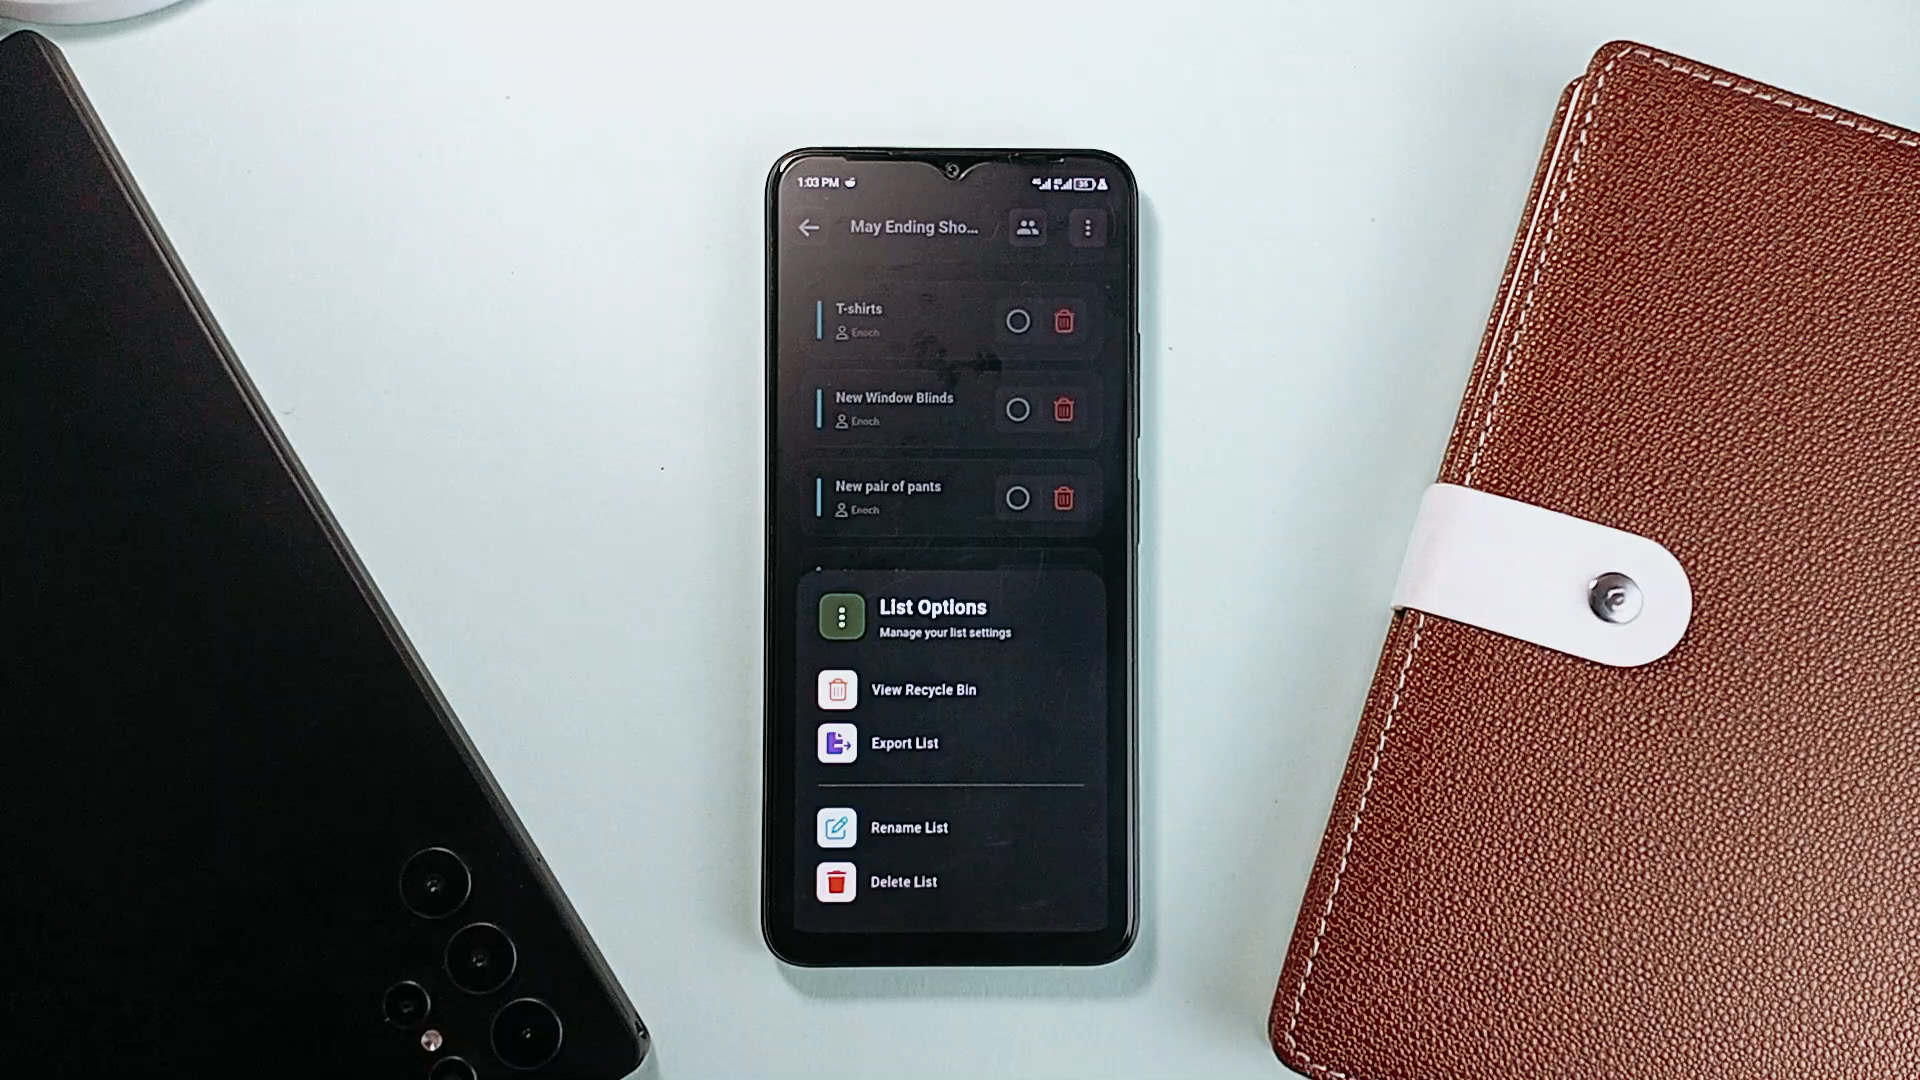 1:03 PM
35
May Ending Sho...
T-shirts
Enoch
New Window Blinds
Enoch
New pair of pants
Enoch
List Options
Manage your list settings
View Recycle Bin
Export List
Rename List
Delete List